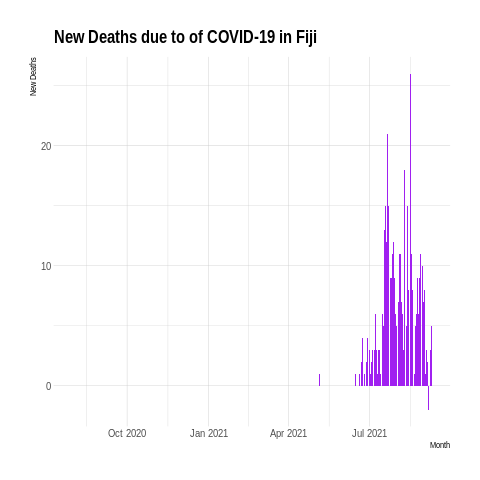 New Deaths due to of COVID-19 in Fiji
New Deaths
20
10
0
Oct 2020 Jan 2021 Apr 2021 Jul 2021
Month